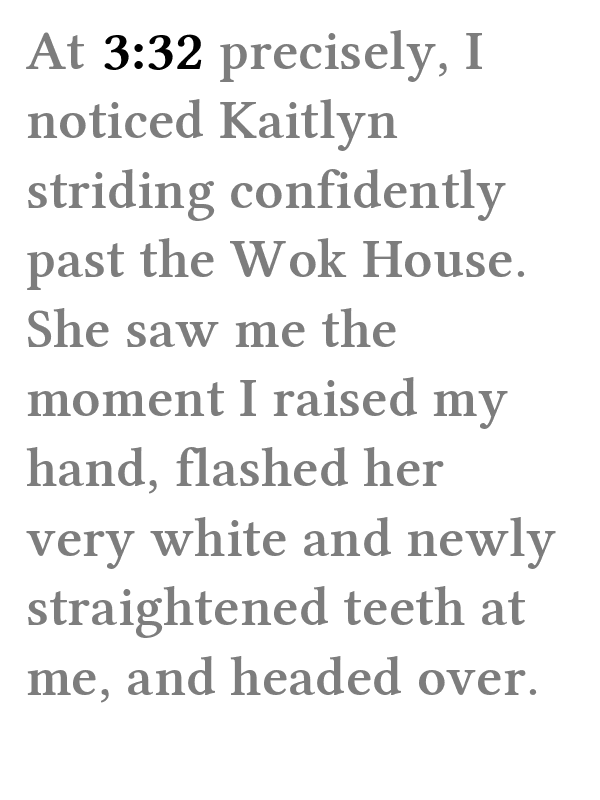 At 3:32 precisely, I
noticed Kaitlyn
striding confidently
past the Wok House.
She saw me the
moment I raised my
hand, flashed her
very white and newly
straightened teeth at
me, and headed over.